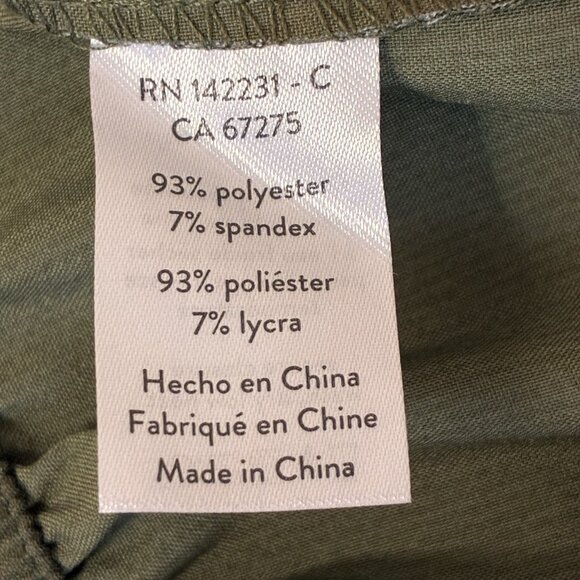 RN 142231 - C
CA 67275
93% polyester
7% spandex
93% poliéster
7% lycra
Hecho en China
Fabriqué en Chine
Made in China